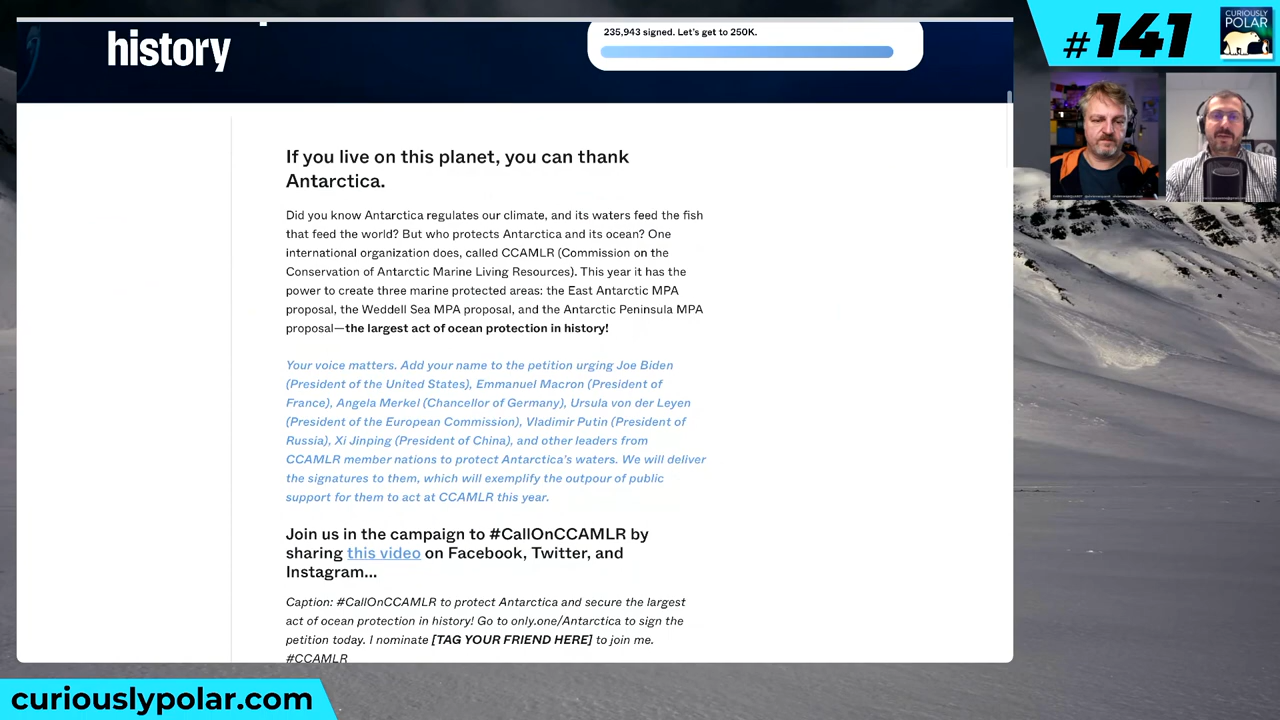 history
235,943 signed. Let's get to 250K.
#141
CURIOUSLY
POLAR
If you live on this planet, you can thank
Antarctica.
Did you know Antarctica regulates our climate, and its waters feed the fish
that feed the world? But who protects Antarctica and its ocean? One
international organization does, called CCAMLR (Commission on the
Conservation of Antarctic Marine Living Resources). This year it has the
power to create three marine protected areas: the East Antarctic MPA
proposal, the Weddell Sea MPA proposal, and the Antarctic Peninsula MPA
proposal—the largest act of ocean protection in history!
Your voice matters. Add your name to the petition urging Joe Biden
(President of the United States), Emmanuel Macron (President of
France), Angela Merkel (Chancellor of Germany), Ursula von der Leyen
(President of the European Commission), Vladimir Putin (President of
Russia), Xi Jinping (President of China), and other leaders from
CCAMLR member nations to protect Antarctica's waters. We will deliver
the signatures to them, which will exemplify the outpour of public
support for them to act at CCAMLR this year.
Join us in the campaign to #CallOnCCAMLR by
sharing this video on Facebook, Twitter, and
Instagram...
Caption: #CallOnCCAMLR to protect Antarctica and secure the largest
act of ocean protection in history! Go to only.one/Antarctica to sign the
petition today. I nominate [TAG YOUR FRIEND HERE] to join me.
#CCAMLR
curiouslypolar.com